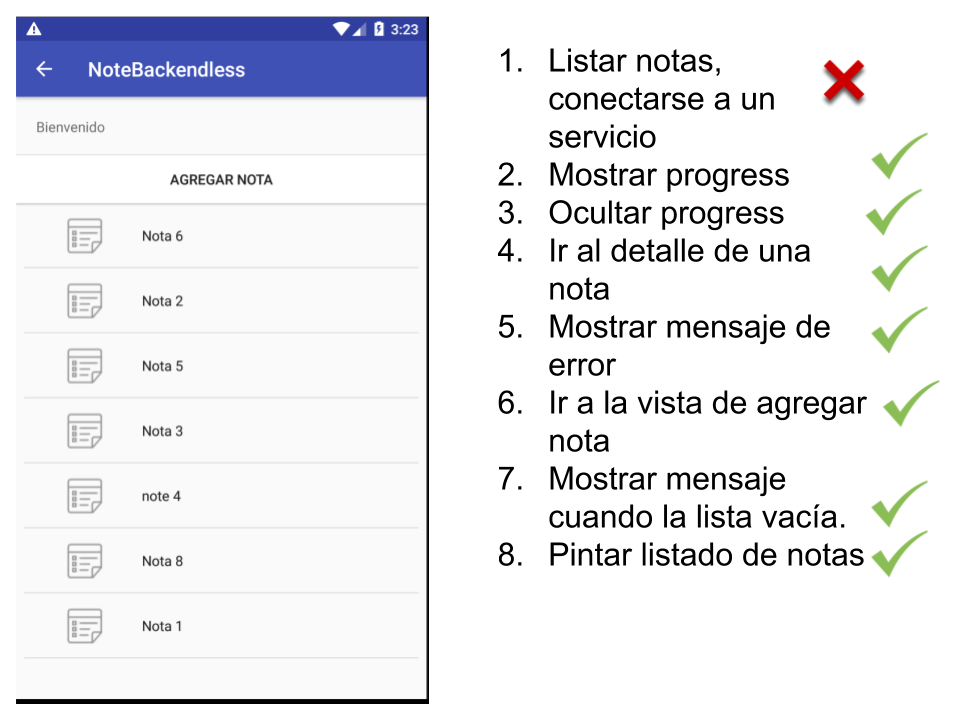 3:23
NoteBackendless
Bienvenido
AGREGAR NOTA
Nota 6
Nota 2
Nota 5
Nota 3
note 4
Nota 8
Nota 1
1. Listar notas,
conectarse a un
servicio
2. Mostrar progress
3. Ocultar progress
4. Ir al detalle de una
nota
5. Mostrar mensaje de
error
6. Ir a la vista de agregar
nota
7. Mostrar mensaje
cuando la lista vacía.
8. Pintar listado de notas